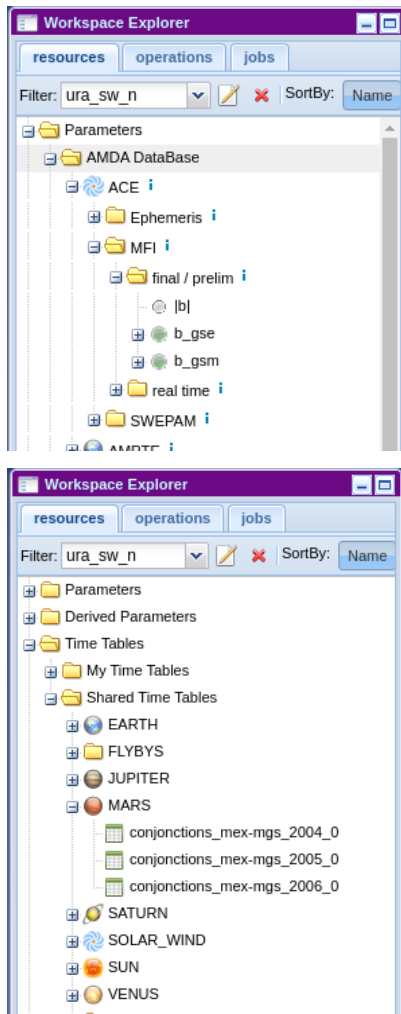 Workspace Explorer
resources operations jobs
Filter: ura_sw_n SortBy: Name
Parameters
AMDA DataBase
ACE i
Ephemeris i
MFI i
final / prelim i
|b|
b_gse
b_gsm
real time i
SWEPAM i
AMPTE i
Workspace Explorer
resources operations jobs
Filter: ura_sw_n SortBy: Name
Parameters
Derived Parameters
Time Tables
My Time Tables
Shared Time Tables
EARTH
FLYBYS
JUPITER
MARS
conjonctions_mex-mgs_2004_0
conjonctions_mex-mgs_2005_0
conjonctions_mex-mgs_2006_0
SATURN
SOLAR_WIND
SUN
VENUS